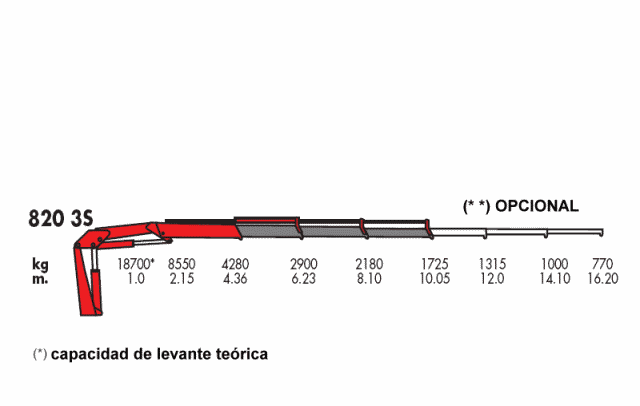 (* *) OPCIONAL
820 3S
kg 18700* 8550 4280 2900 2180 1725 1315 1000 770
m. 1.0 2.15 4.36 6.23 8.10 10.05 12.0 14.10 16.20
(*) capacidad de levante teórica